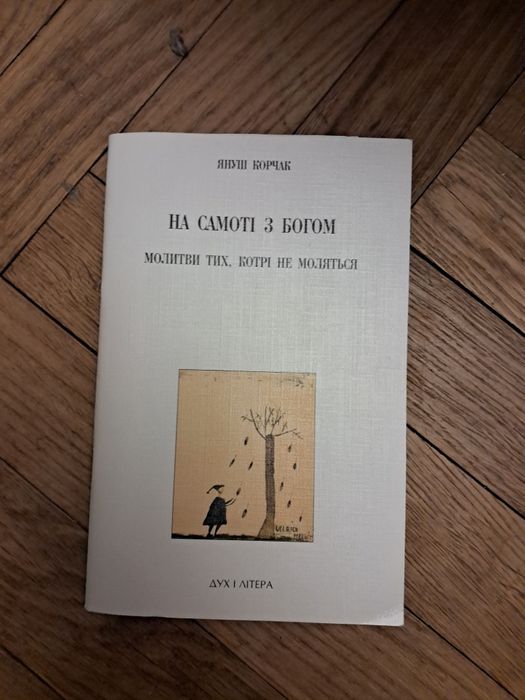 ЯНУШ КОРЧАК
НА САМОТІ З БОГОМ
МОЛИТВИ ТИХ, КОТРІ НЕ МОЛЯТЬСЯ
ДУХ І ЛІТЕРА